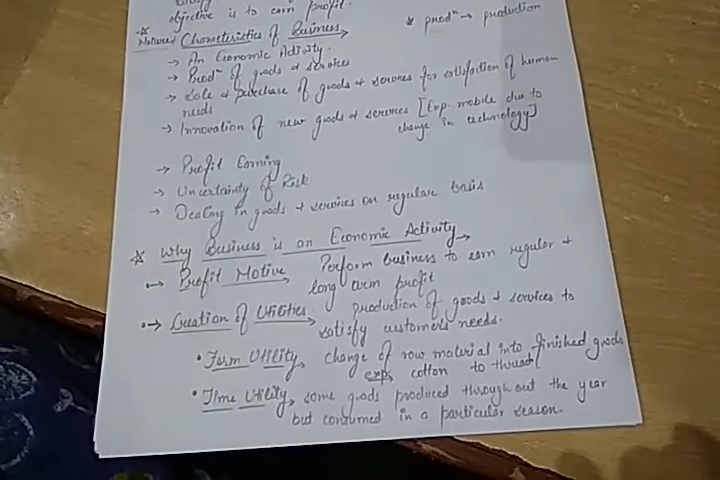 objective is to earn profit.
* prodⁿ → production
* Nature / Characteristics of Business →
→ An Economic Activity.
→ Prodⁿ of goods & services
→ Sale & purchase of goods & services for satisfaction of human
needs
→ Innovation of new goods & services [Exp. mobile due to
change in technology]
→ Profit Earning
→ Uncertainty of Risk
→ Dealing in goods & services on regular basis
* Why Business is an Economic Activity →
→ Profit Motive Perform business to earn regular &
long term profit
→ Creation of Utilities → production of goods & services to
satisfy customers needs.
• Form Utility, change of raw material into finished goods
exp, cotton to thread
• Time Utility, some goods produced through out the year
but consumed in a particular season.